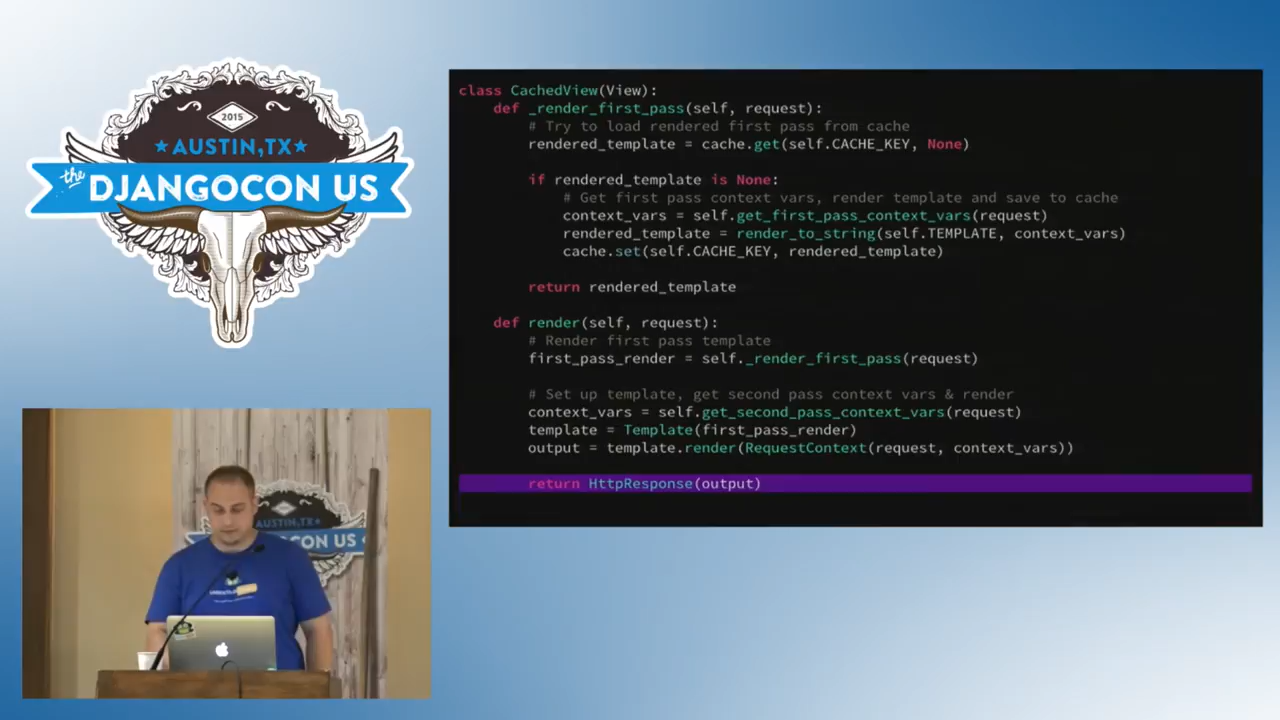 2015
AUSTIN,TX
the
DJANGOCON US
class CachedView(View):
def _render_first_pass(self, request):
# Try to load rendered first pass from cache
rendered_template = cache.get(self.CACHE_KEY, None)
if rendered_template is None:
# Get first pass context vars, render template and save to cache
context_vars = self.get_first_pass_context_vars(request)
rendered_template = render_to_string(self.TEMPLATE, context_vars)
cache.set(self.CACHE_KEY, rendered_template)
return rendered_template
def render(self, request):
# Render first pass template
first_pass_render = self._render_first_pass(request)
# Set up template, get second pass context vars & render
context_vars = self.get_second_pass_context_vars(request)
template = Template(first_pass_render)
output = template.render(RequestContext(request, context_vars))
return HttpResponse(output)
AUSTIN,TX
CON US